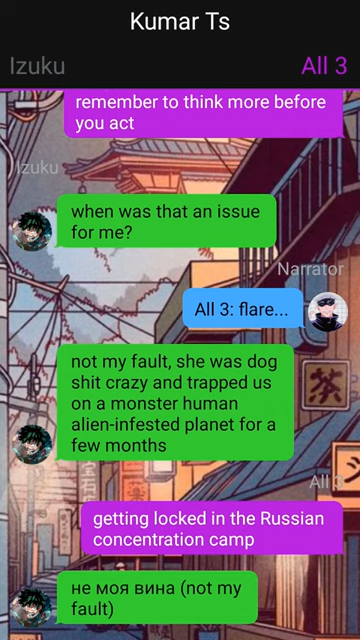 Kumar Ts
Izuku
All 3
remember to think more before
you act
Izuku
when was that an issue
for me?
Narrator
All 3: flare...
not my fault, she was dog
shit crazy and trapped us
on a monster human
alien-infested planet for a
few months
All 3
getting locked in the Russian
concentration camp
не моя вина (not my
fault)